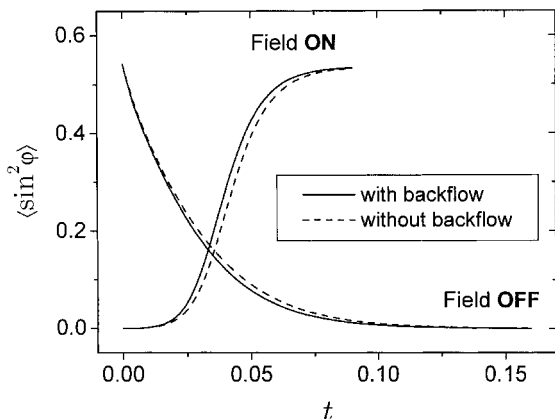 0.6
Field ON
0.4
⟨sin²φ⟩
with backflow
without backflow
0.2
Field OFF
0.0
0.00 0.05 0.10 0.15
t